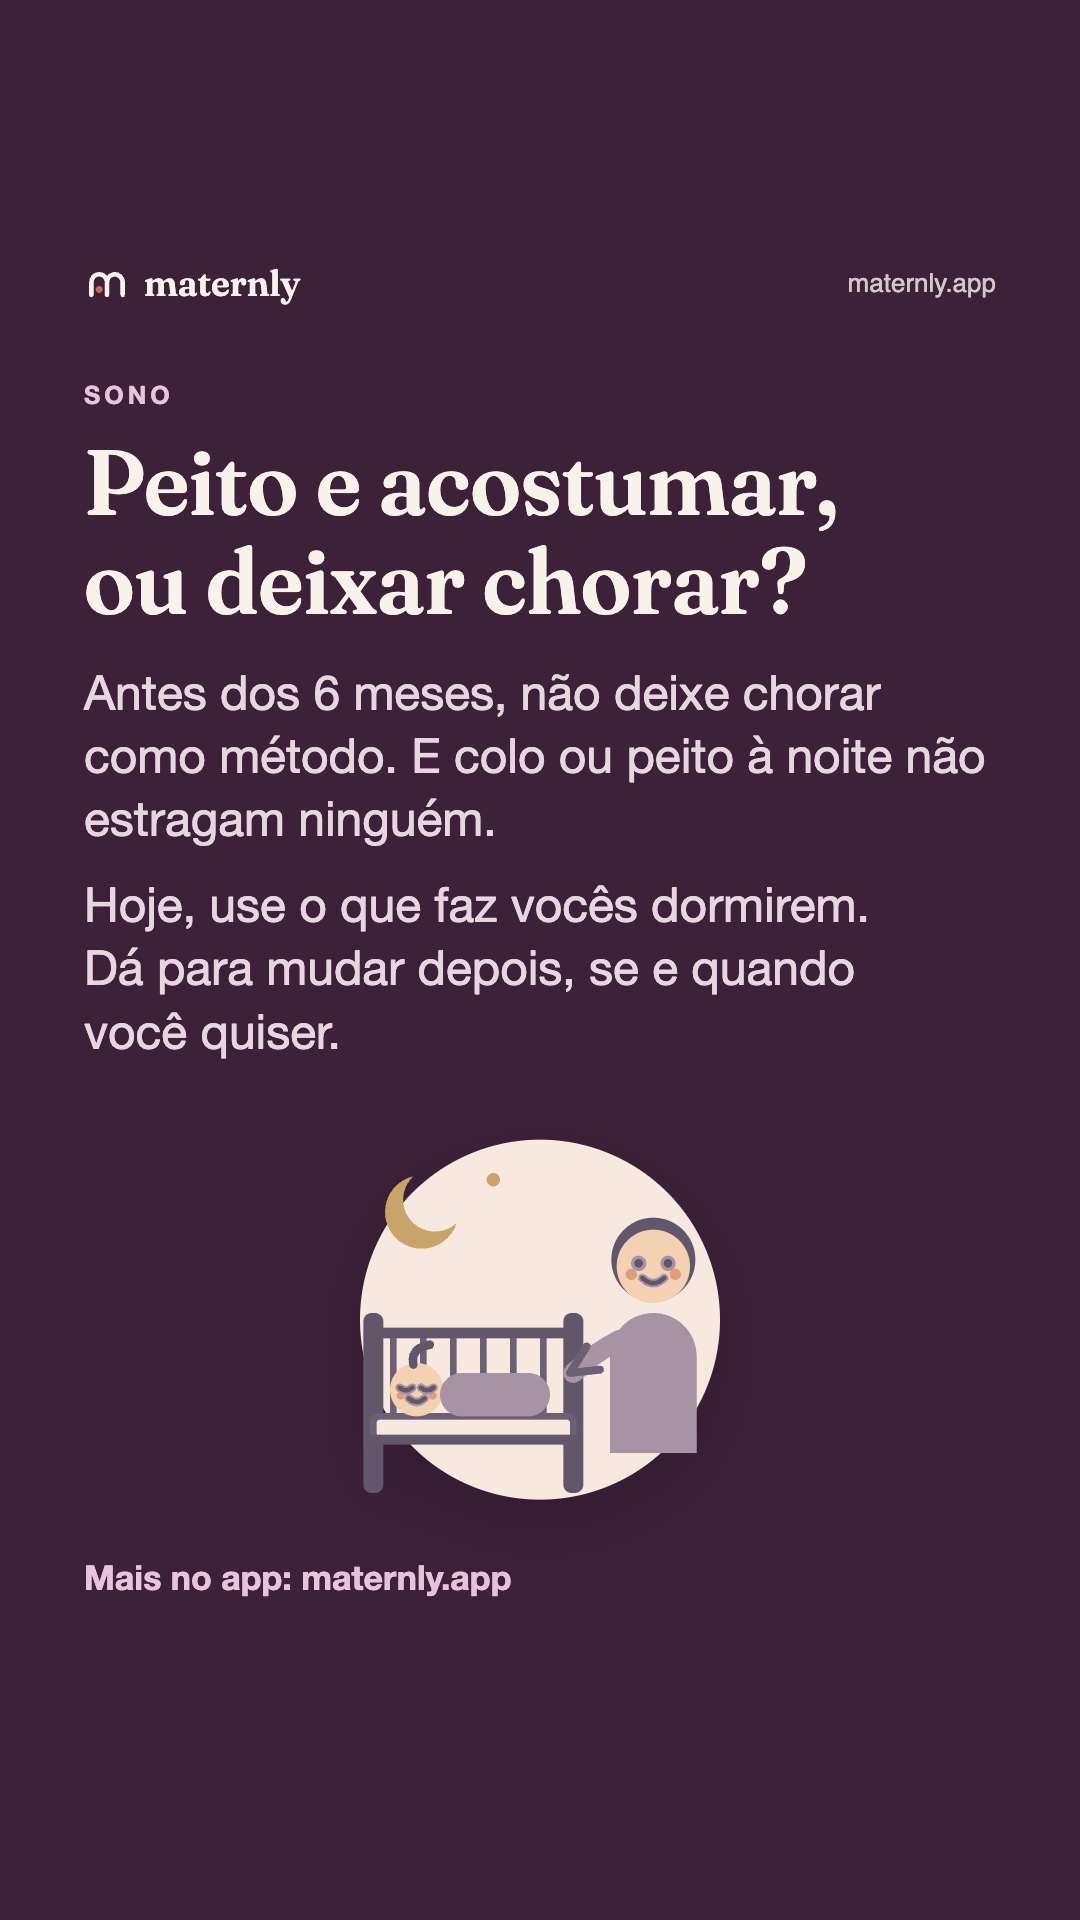 maternly
maternly.app
SONO
Peito e acostumar,
ou deixar chorar?
Antes dos 6 meses, não deixe chorar
como método. E colo ou peito à noite não
estragam ninguém.
Hoje, use o que faz vocês dormirem.
Dá para mudar depois, se e quando
você quiser.
Mais no app: maternly.app